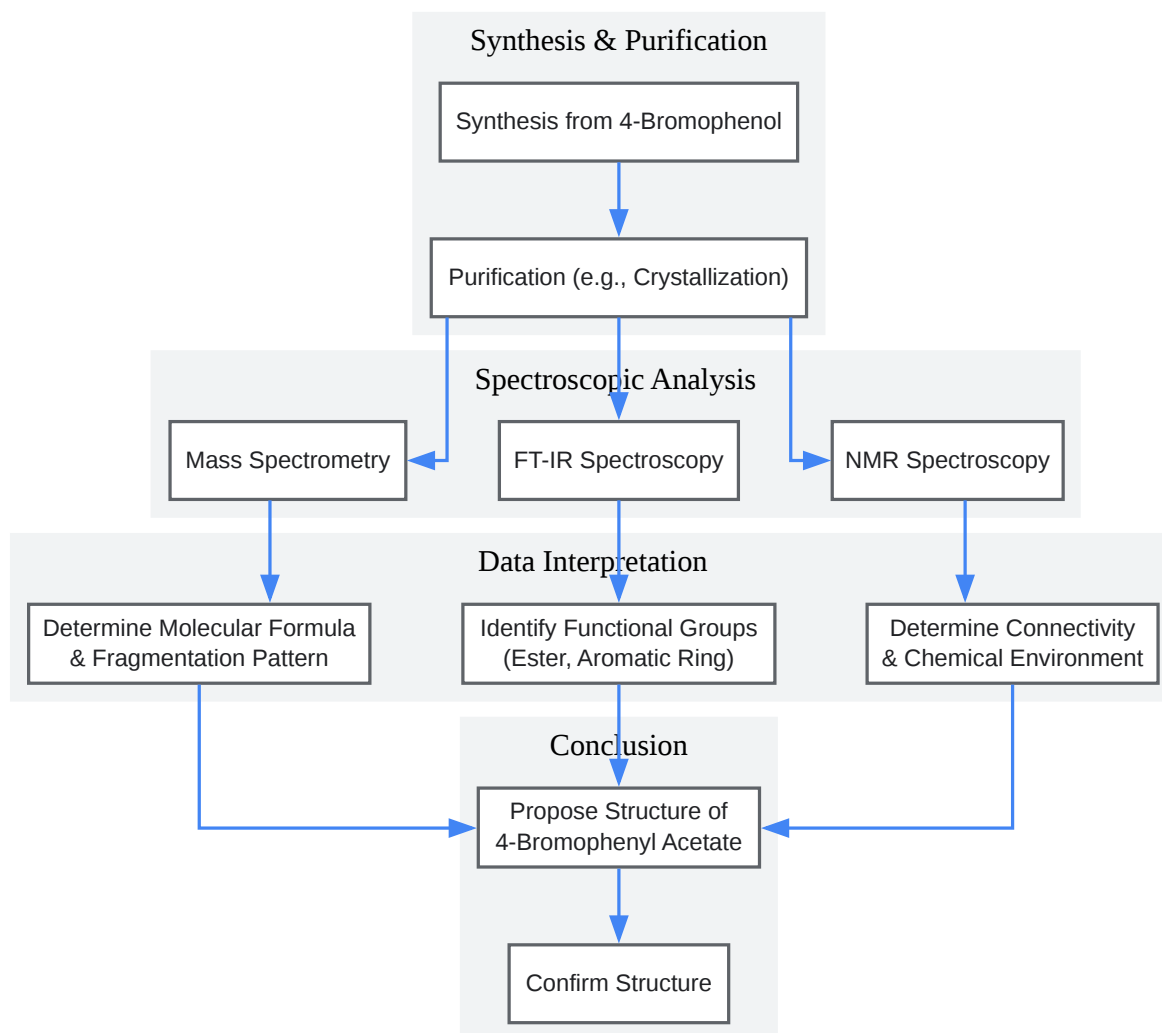 Synthesis & Purification
Synthesis from 4-Bromophenol
Purification (e.g., Crystallization)
Spectroscopic Analysis
Mass Spectrometry
FT-IR Spectroscopy
NMR Spectroscopy
Data Interpretation
Determine Molecular Formula
& Fragmentation Pattern
Identify Functional Groups
(Ester, Aromatic Ring)
Determine Connectivity
& Chemical Environment
Conclusion
Propose Structure of
4-Bromophenyl Acetate
Confirm Structure